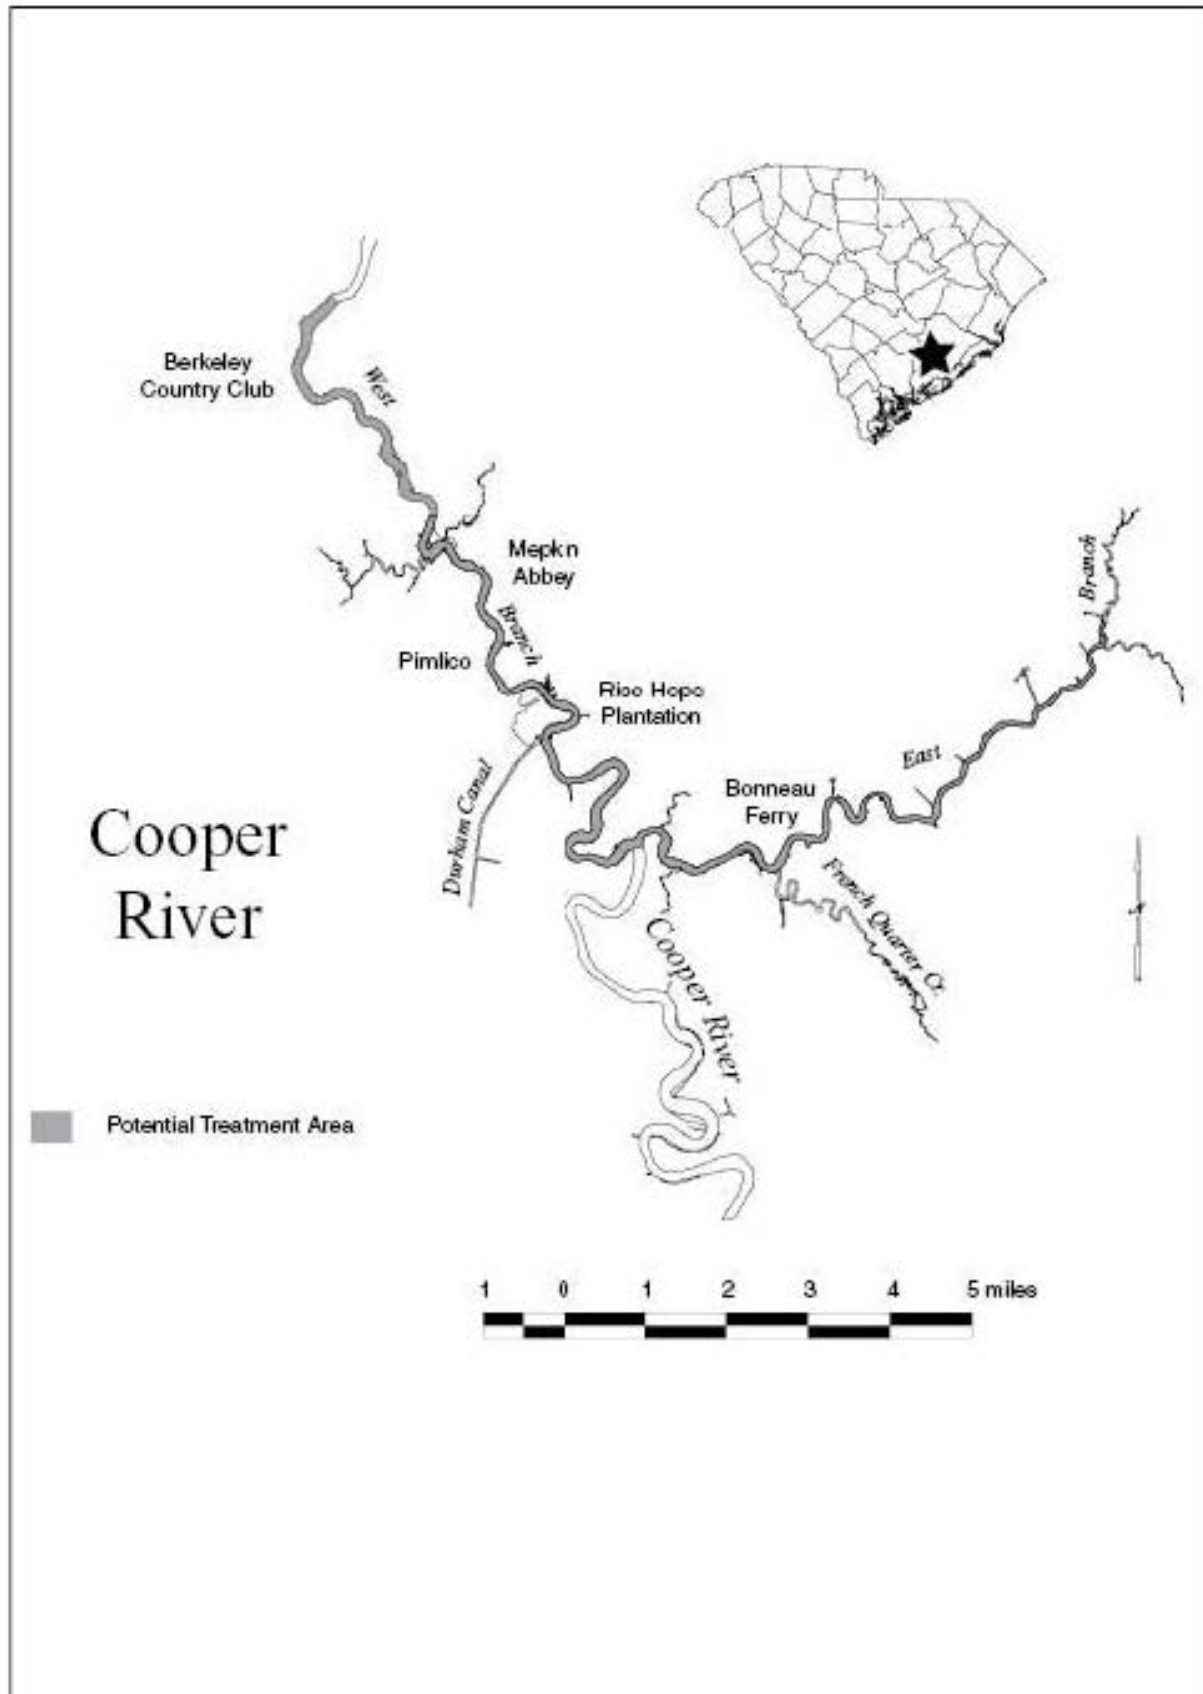 Berkeley
Country Club
West
Mepkn
Abbey
Branch
Pimlico
Rice Hope
Plantation
Durham Canal
Bonneau
Ferry
East
Branch
French Quarter Cr.
Cooper River
Cooper
River
Potential Treatment Area
1 0 1 2 3 4 5 miles